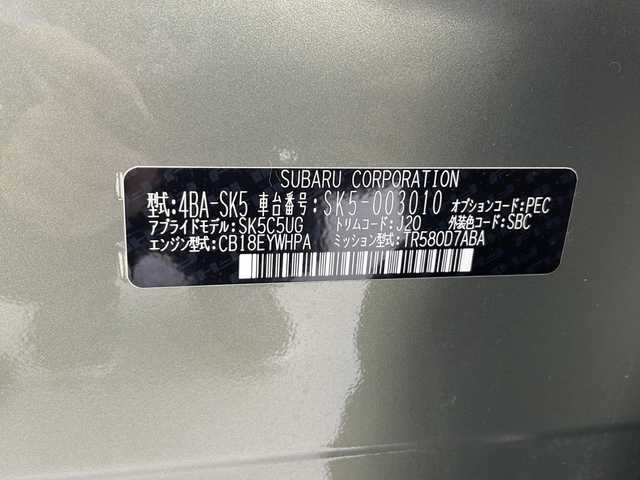 SUBARU CORPORATION
型式:4BA-SK5 車台番号:SK5-003010 オプションコード:PEC
アプライドモデル:SK5C5UG トリムコード:J20 外装色コード:SBC
エンジン型式:CB18EYWHPA ミッション型式:TR580D7ABA